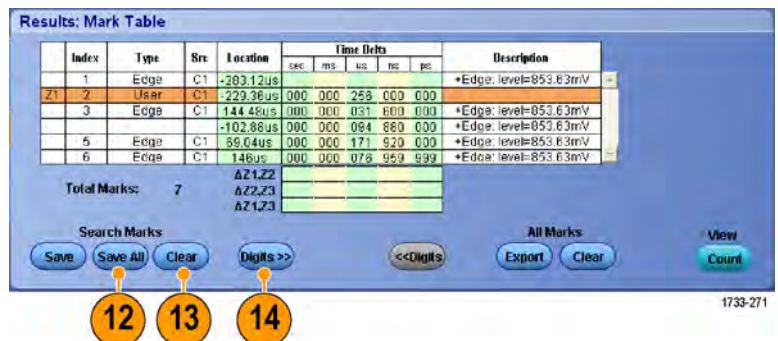 Results: Mark Table
Index Type Src Location Time Delta Description
sec ms us ns ps
1 Edge C1 -283.12us +Edge: level=853.63mV
Z1 2 User C1 -229.36us 000 000 256 000 000
3 Edge C1 144.48us 000 000 031 600 000 +Edge: level=853.63mV
-102.88us 000 000 094 880 000 +Edge: level=853.63mV
5 Edge C1 69.04us 000 000 171 920 000 +Edge: level=853.63mV
6 Edge C1 146us 000 000 076 959 999 +Edge: level=853.63mV
Total Marks: 7
ΔZ1,Z2
ΔZ2,Z3
ΔZ1,Z3
Search Marks All Marks View
Save Save All Clear Digits >> <<Digits Export Clear Count
12 13 14
1733-271